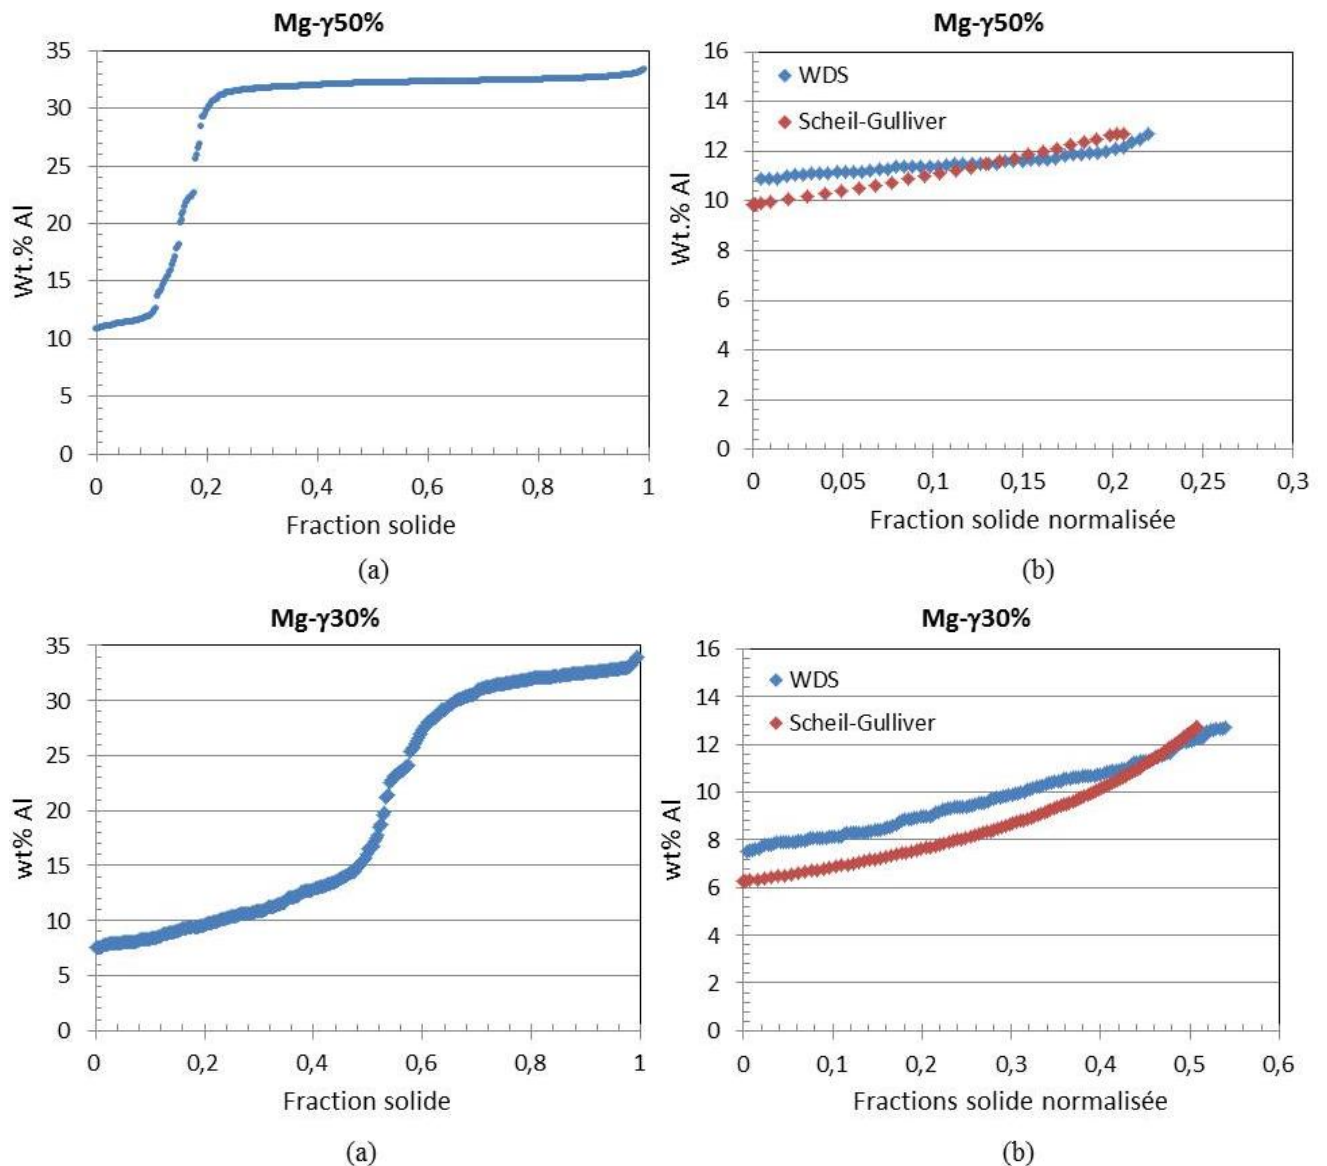 Mg-γ50%
35
30
25
20
15
10
5
0
Wt.% Al
0 0,2 0,4 0,6 0,8 1
Fraction solide
(a)
Mg-γ50%
16
14
12
10
8
6
4
2
0
WDS
Scheil-Gulliver
Wt.% Al
0 0,05 0,1 0,15 0,2 0,25 0,3
Fraction solide normalisée
(b)
Mg-γ30%
35
30
25
20
15
10
5
0
wt% Al
0 0,2 0,4 0,6 0,8 1
Fraction solide
(a)
Mg-γ30%
16
14
12
10
8
6
4
2
0
WDS
Scheil-Gulliver
wt% Al
0 0,1 0,2 0,3 0,4 0,5 0,6
Fractions solide normalisée
(b)